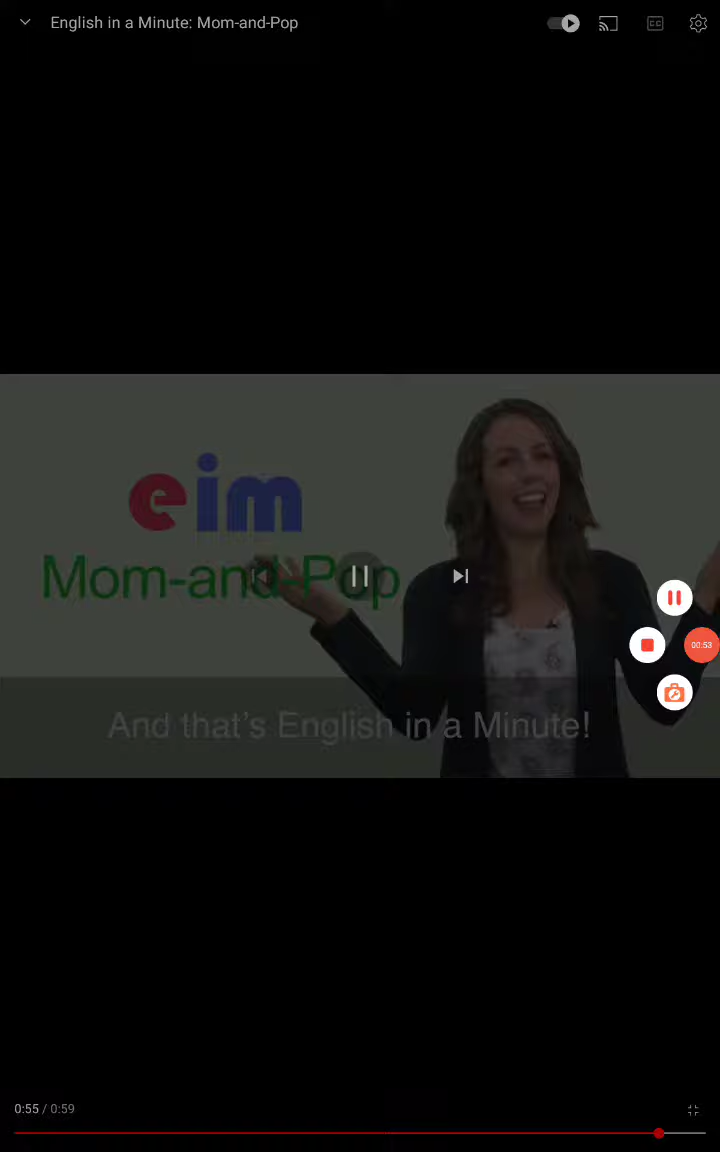 English in a Minute: Mom-and-Pop
CC
eim
Mom-and-Pop
00:53
And that's English in a Minute!
0:55 / 0:59